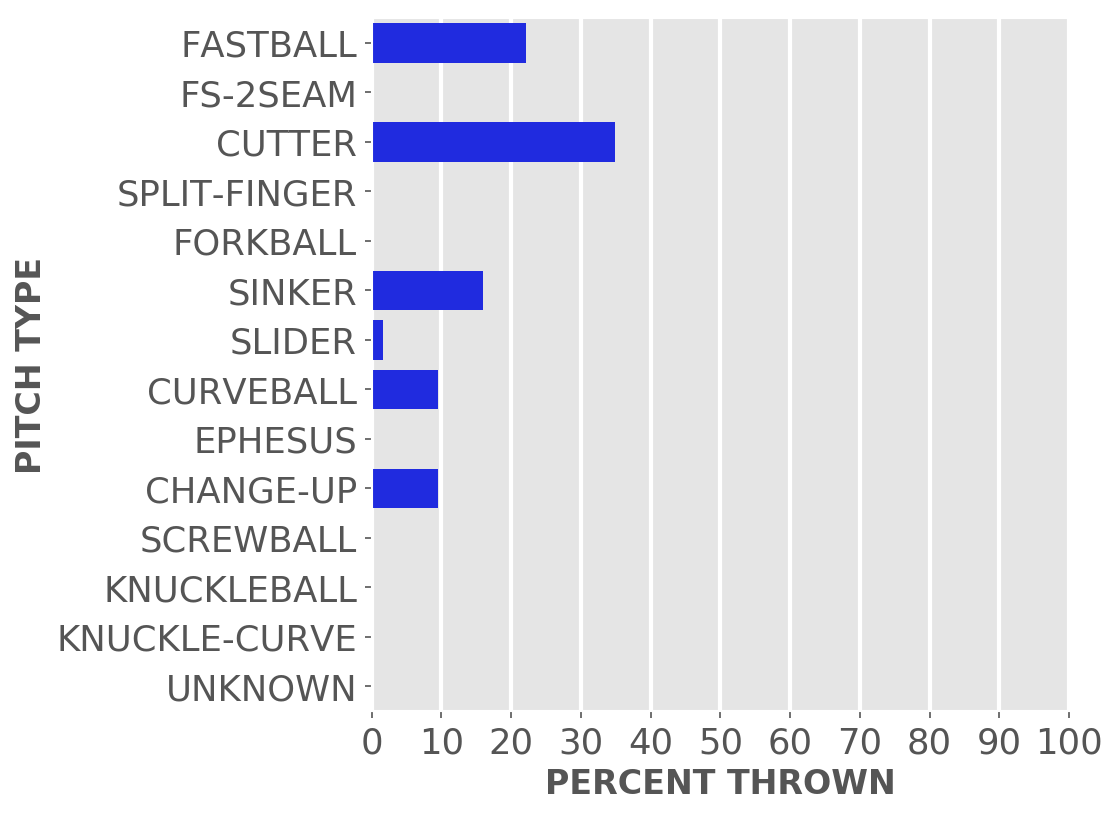 PITCH TYPE
FASTBALL
FS-2SEAM
CUTTER
SPLIT-FINGER
FORKBALL
SINKER
SLIDER
CURVEBALL
EPHESUS
CHANGE-UP
SCREWBALL
KNUCKLEBALL
KNUCKLE-CURVE
UNKNOWN
0 10 20 30 40 50 60 70 80 90 100
PERCENT THROWN